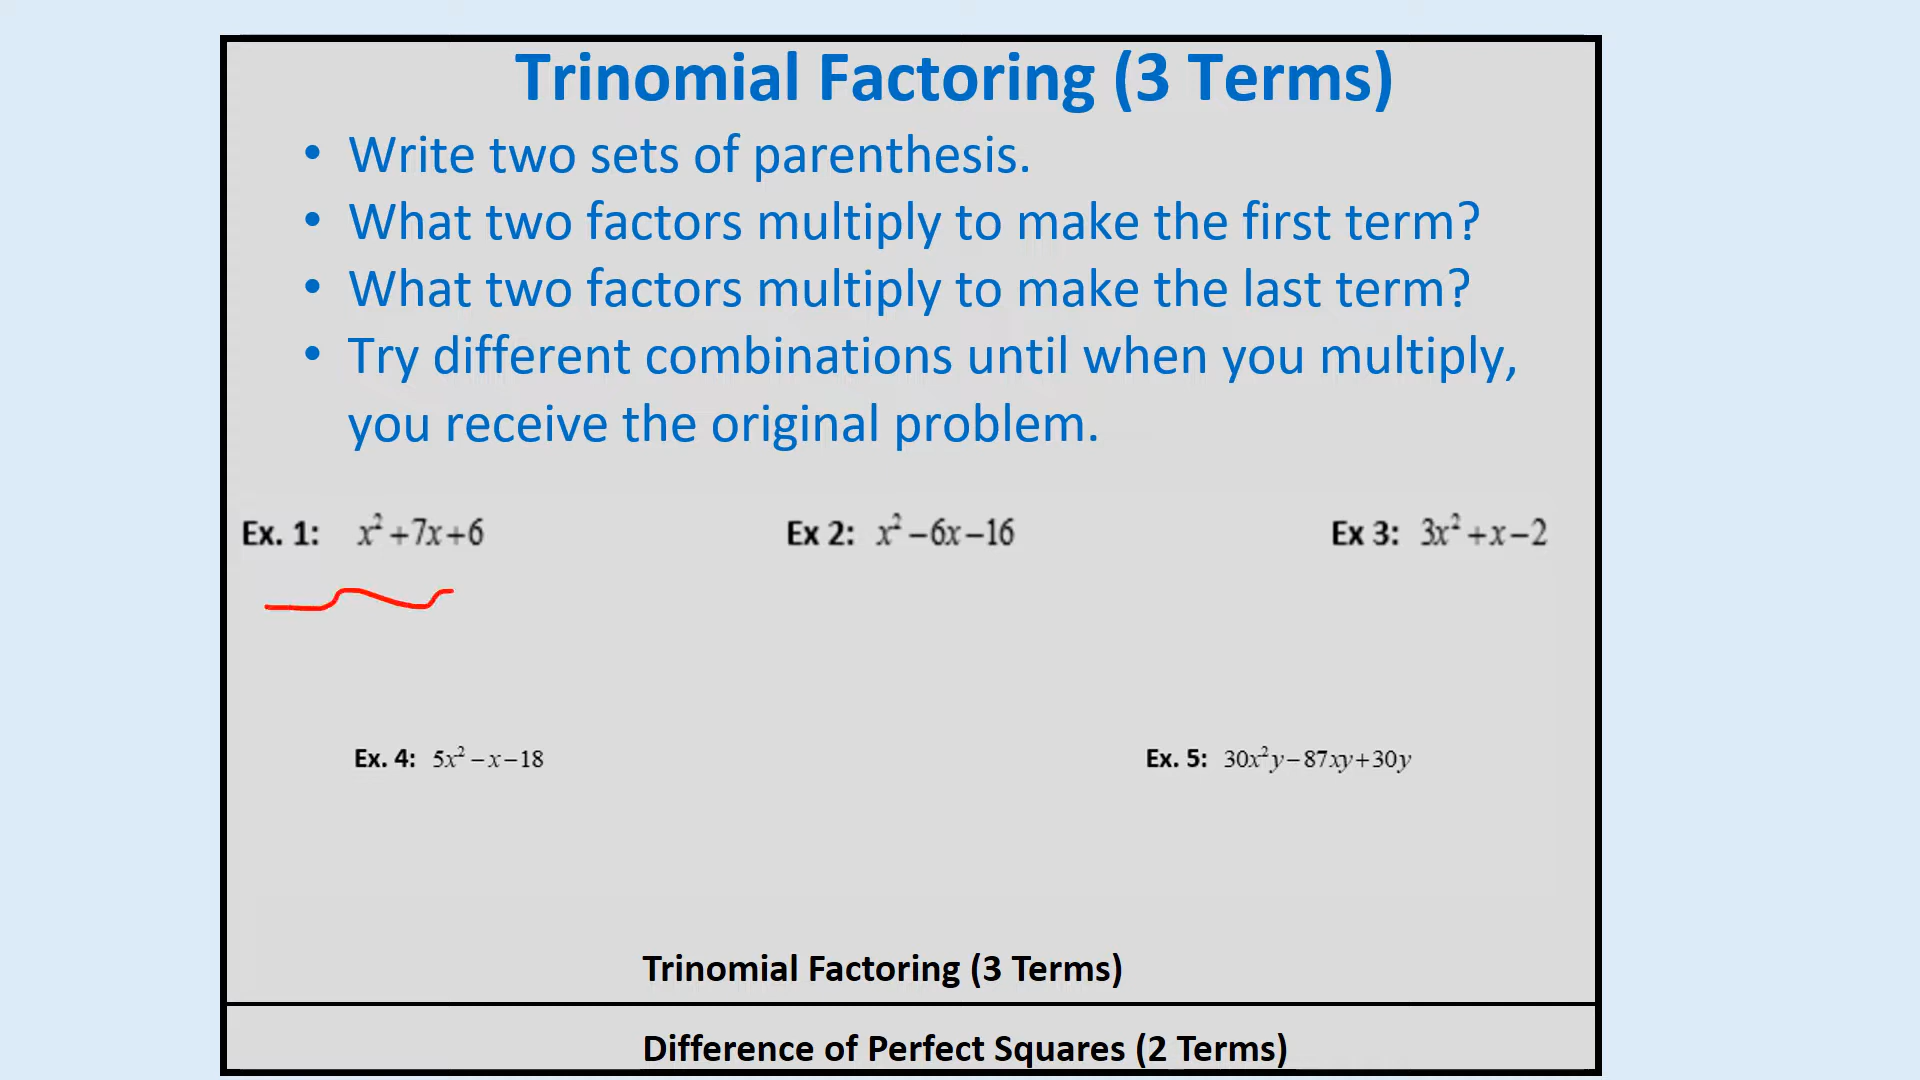 Trinomial Factoring (3 Terms)
• Write two sets of parenthesis.
• What two factors multiply to make the first term?
• What two factors multiply to make the last term?
• Try different combinations until when you multiply,
you receive the original problem.
Ex. 1: x² + 7x + 6
Ex 2: x² − 6x − 16
Ex 3: 3x² + x − 2
Ex. 4: 5x² − x − 18
Ex. 5: 30x²y − 87xy + 30y
Trinomial Factoring (3 Terms)
Difference of Perfect Squares (2 Terms)